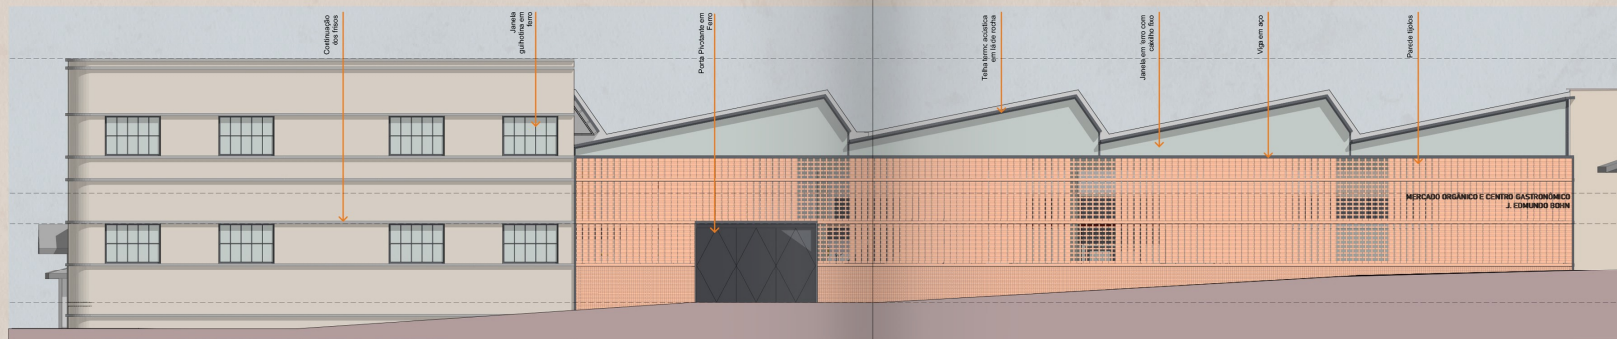 Continuação
dos frisos
Janela
guilhotina em
ferro
Porta Pivotante em
Ferro
Telha termo acústica
em lã de rocha
Janela em ferro com
caixilho fixo
Viga em aço
Parede tijolos
MERCADO ORGÂNICO E CENTRO GASTRONÔMICO
J. EDMUNDO BOHN